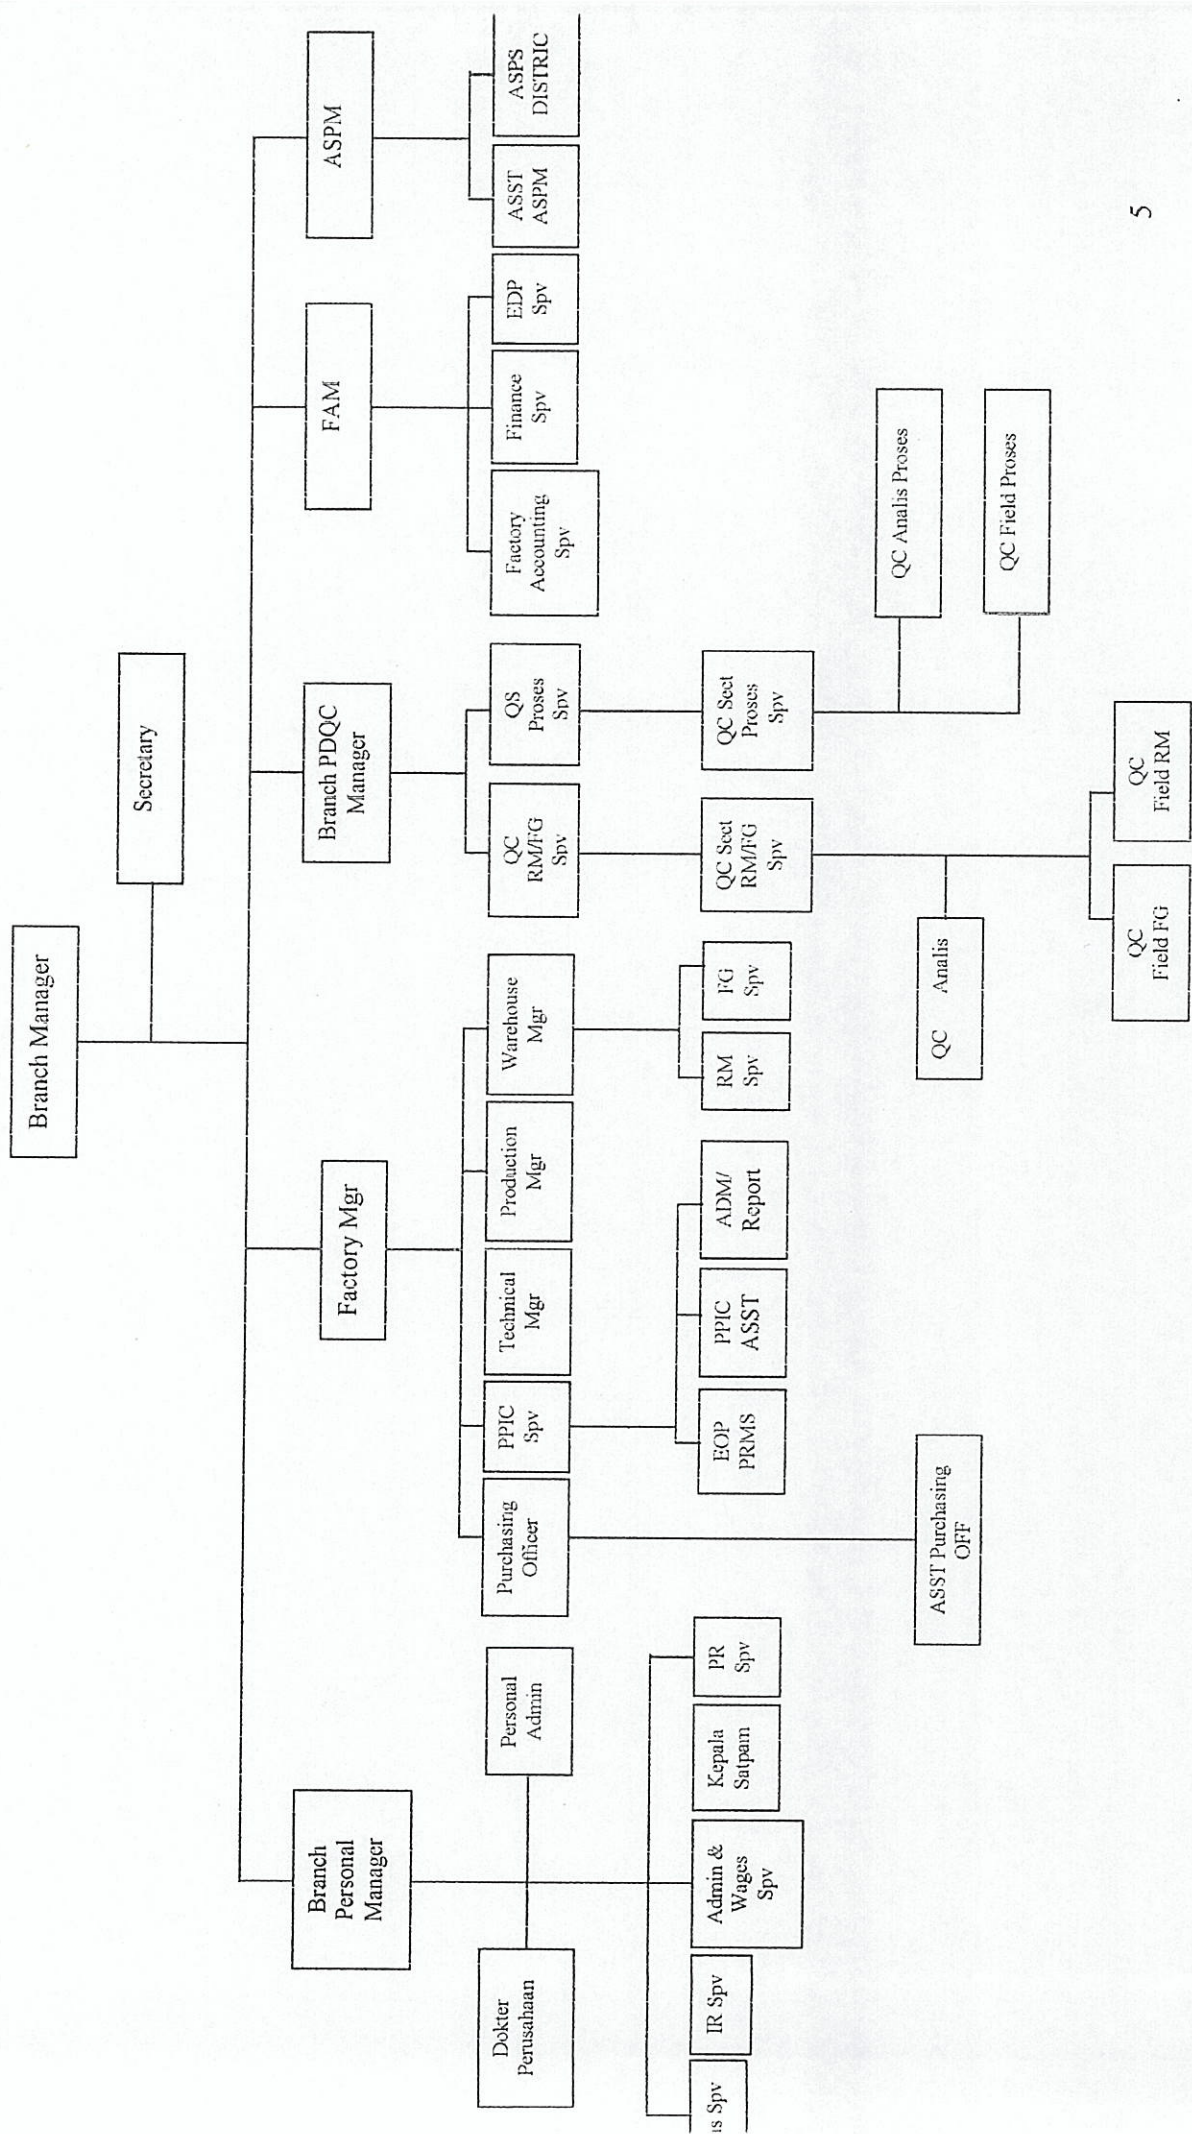 Branch Manager
Secretary
Branch
Personal
Manager
Factory Mgr
Branch PDQC
Manager
FAM
ASPM
Dokter
Perusahaan
Personal
Admin
Purchasing
Officer
PPIC
Spv
Technical
Mgr
Production
Mgr
Warehouse
Mgr
QC
RM/FG
Spv
QS
Proses
Spv
Factory
Accounting
Spv
Finance
Spv
EDP
Spv
ASST
ASPM
ASPS
DISTRIC
Spv
IR Spv
Admin &
Wages
Spv
Kepala
Satpam
PR
Spv
EOP
PRMS
PPIC
ASST
ADM/
Report
RM
Spv
FG
Spv
QC Sect
RM/FG
Spv
QC Sect
Proses
Spv
ASST Purchasing
OFF
QC Analis
QC Analis Proses
QC Field Proses
QC
Field FG
QC
Field RM
5